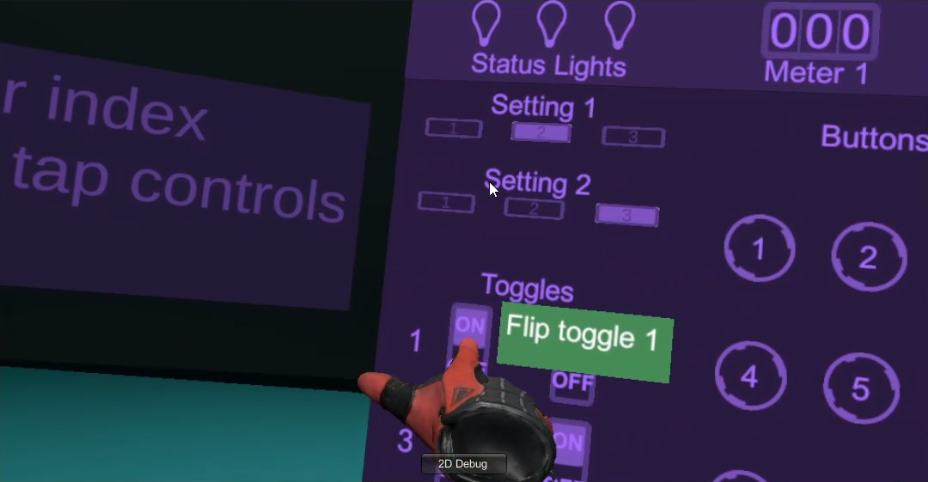 r index
tap controls
Status Lights
000
Meter 1
Setting 1
1 2 3
Buttons
Setting 2
1 2 3
1 2
Toggles
1 ON
Flip toggle 1
OFF
4 5
3
ON
2D Debug